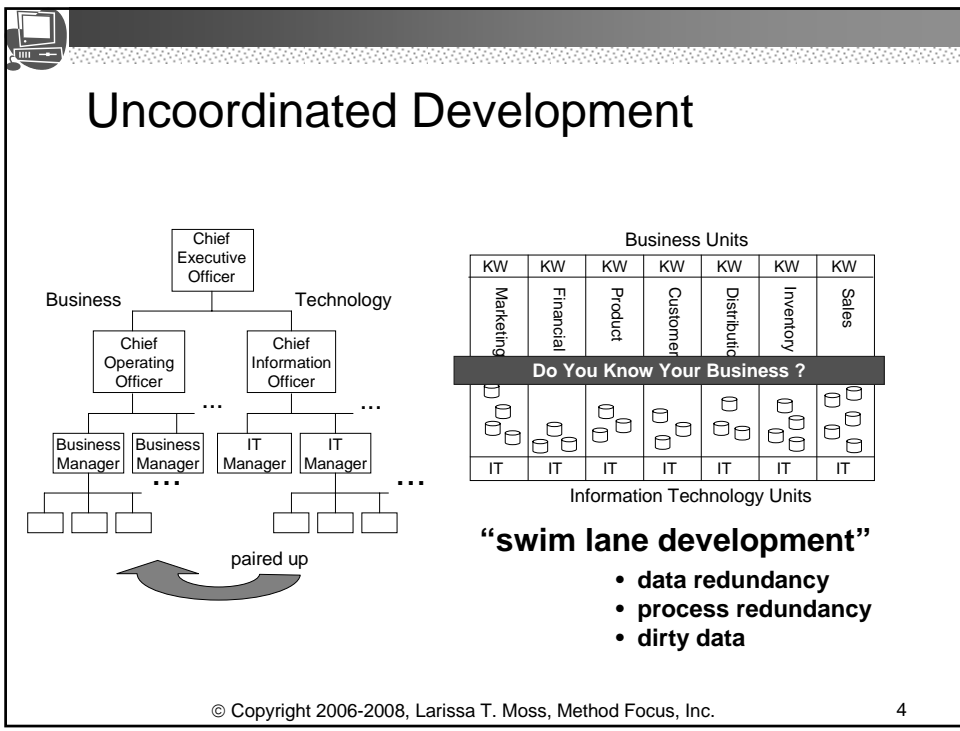 Uncoordinated Development
Chief
Executive
Officer
Business
Technology
Chief
Operating
Officer
Chief
Information
Officer
...
...
Business
Manager
Business
Manager
IT
Manager
IT
Manager
...
...
paired up
Business Units
KW KW KW KW KW KW KW
Marketing
Financial
Product
Customer
Distributic
Inventory
Sales
Do You Know Your Business ?
IT IT IT IT IT IT IT
Information Technology Units
“swim lane development”
• data redundancy
• process redundancy
• dirty data
© Copyright 2006-2008, Larissa T. Moss, Method Focus, Inc.
4